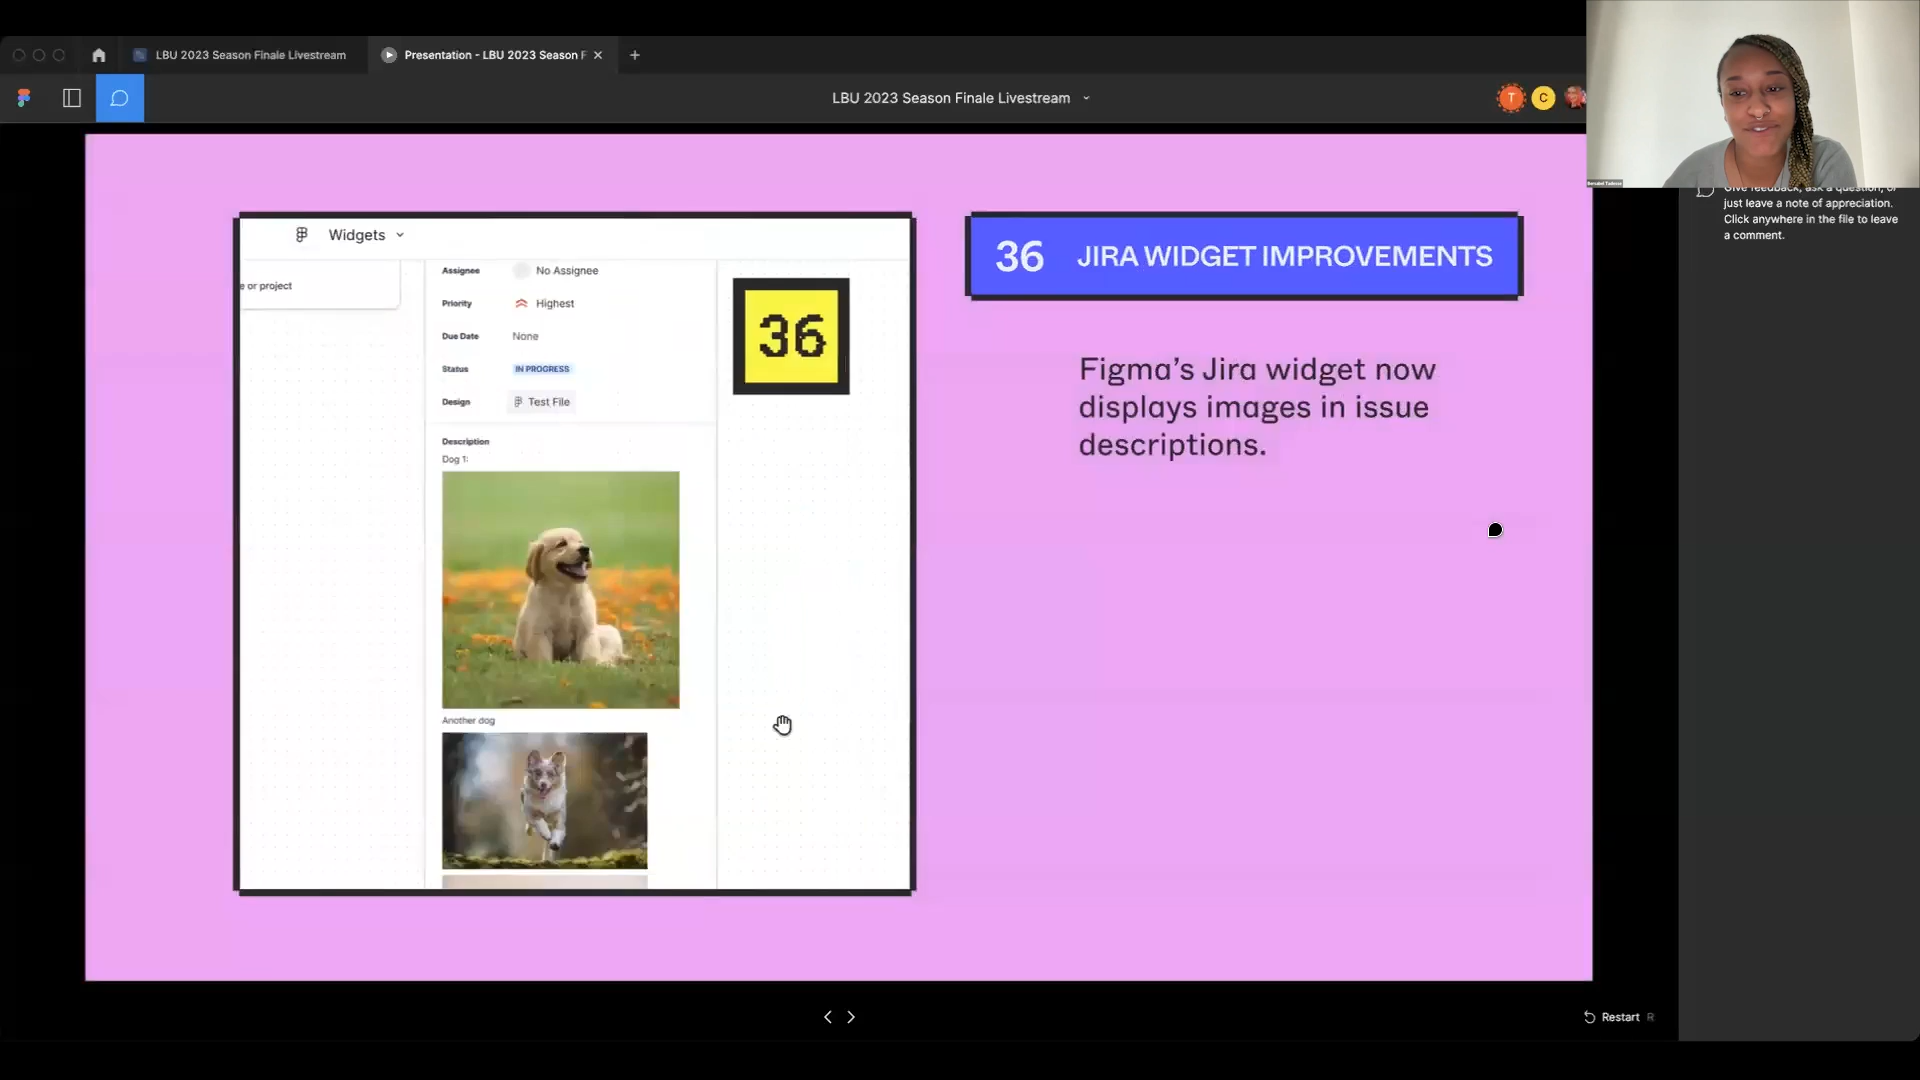 LBU 2023 Season Finale Livestream
Presentation - LBU 2023 Season F
LBU 2023 Season Finale Livestream
T
C
Widgets
e or project
Assignee
No Assignee
Priority
Highest
Due Date
None
Status
IN PROGRESS
Design
Test File
Description
Dog 1:
Another dog
36
36 JIRA WIDGET IMPROVEMENTS
Figma’s Jira widget now
displays images in issue
descriptions.
Give feedback, ask a question, or
just leave a note of appreciation.
Click anywhere in the file to leave
a comment.
Restart R